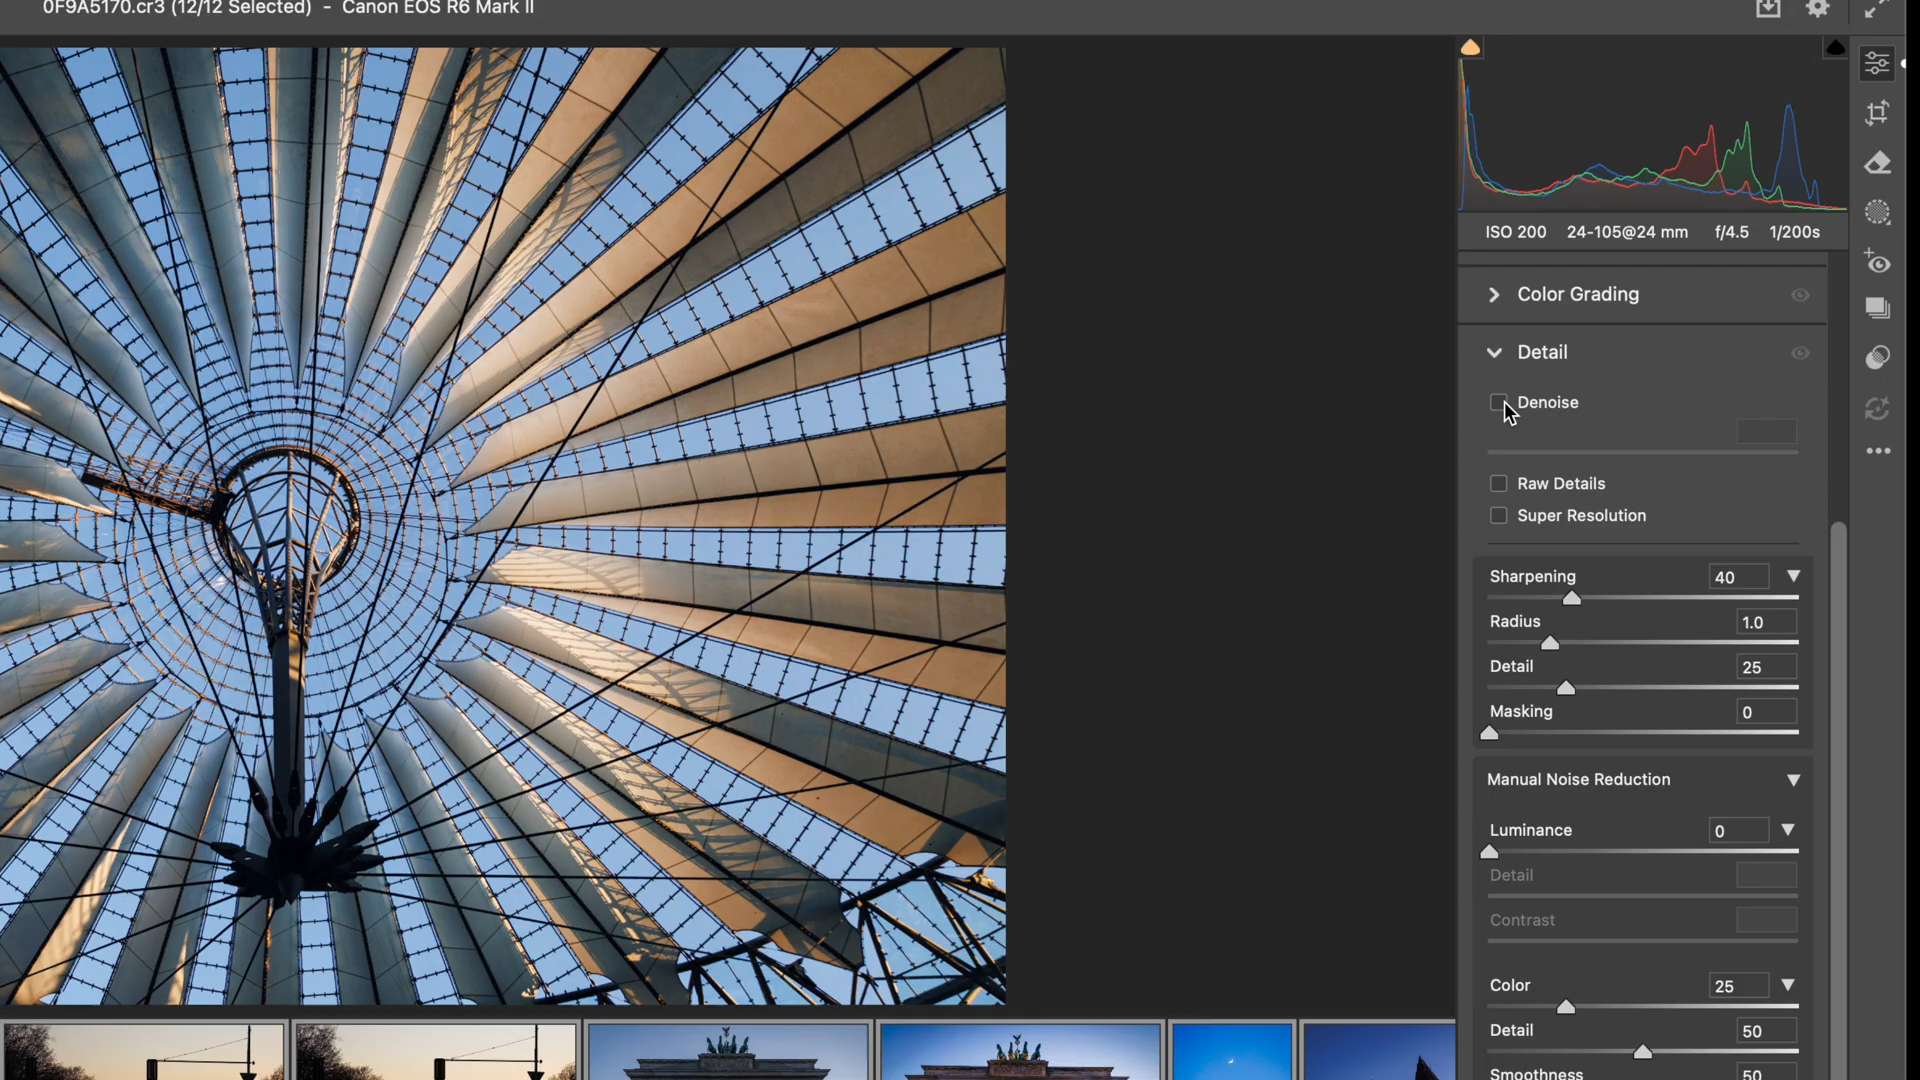 0F9A5170.cr3 (12/12 Selected)  -  Canon EOS R6 Mark II
ISO 200 24-105@24 mm f/4.5 1/200s
Color Grading
Detail
Denoise
Raw Details
Super Resolution
Sharpening 40
Radius 1.0
Detail 25
Masking 0
Manual Noise Reduction
Luminance 0
Detail
Contrast
Color 25
Detail 50
Smoothness 50